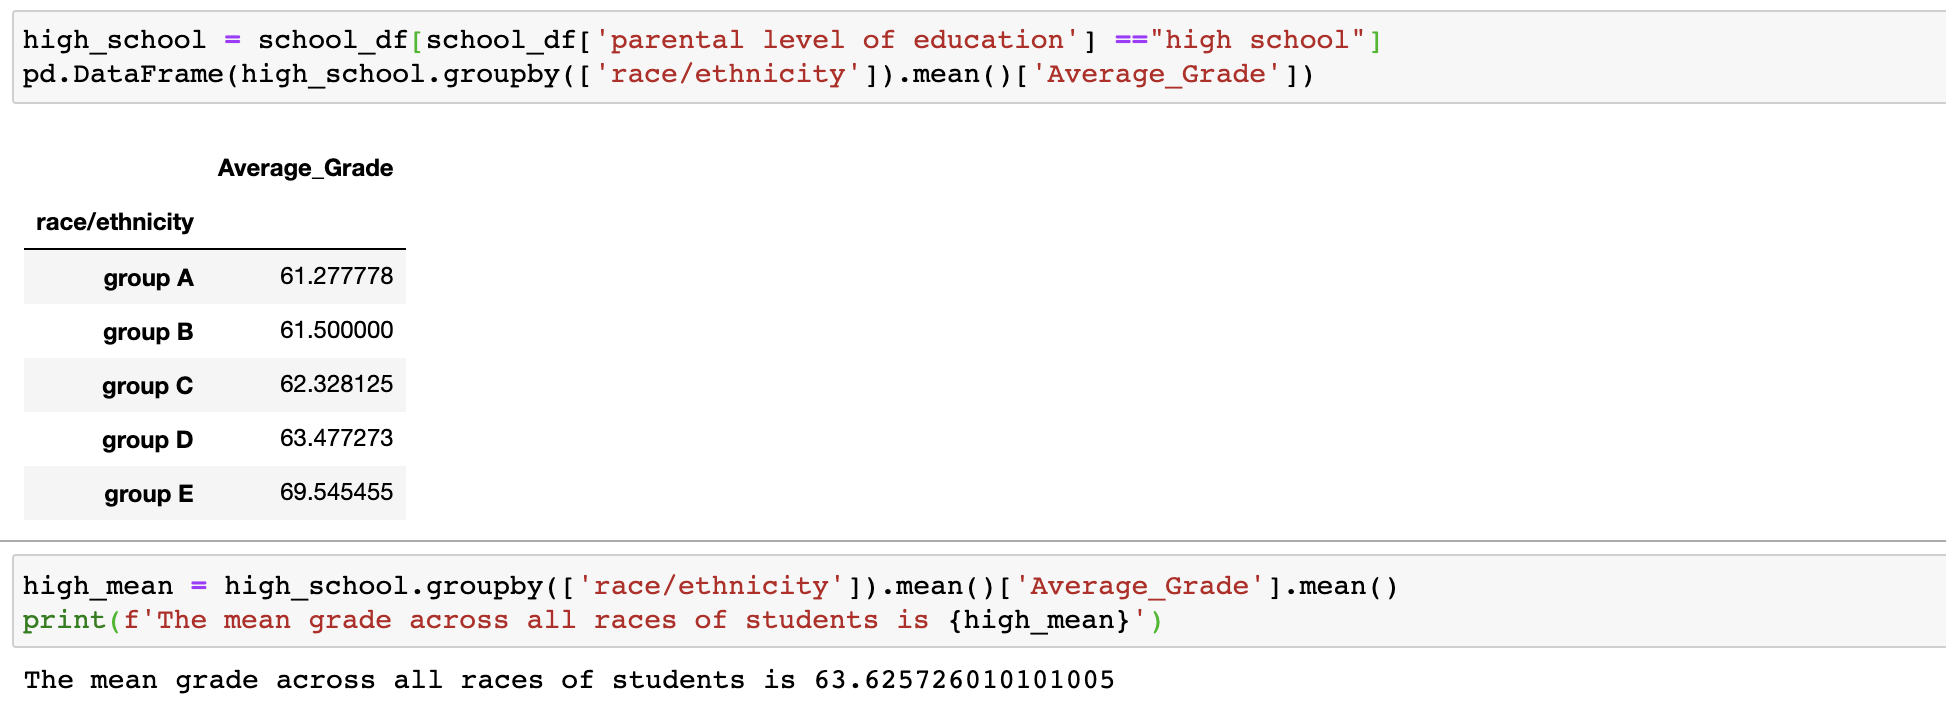 high_school = school_df[school_df['parental level of education'] =="high school"]
pd.DataFrame(high_school.groupby(['race/ethnicity']).mean()['Average_Grade'])
Average_Grade
race/ethnicity
group A 61.277778
group B 61.500000
group C 62.328125
group D 63.477273
group E 69.545455
high_mean = high_school.groupby(['race/ethnicity']).mean()['Average_Grade'].mean()
print(f'The mean grade across all races of students is {high_mean}')
The mean grade across all races of students is 63.625726010101005